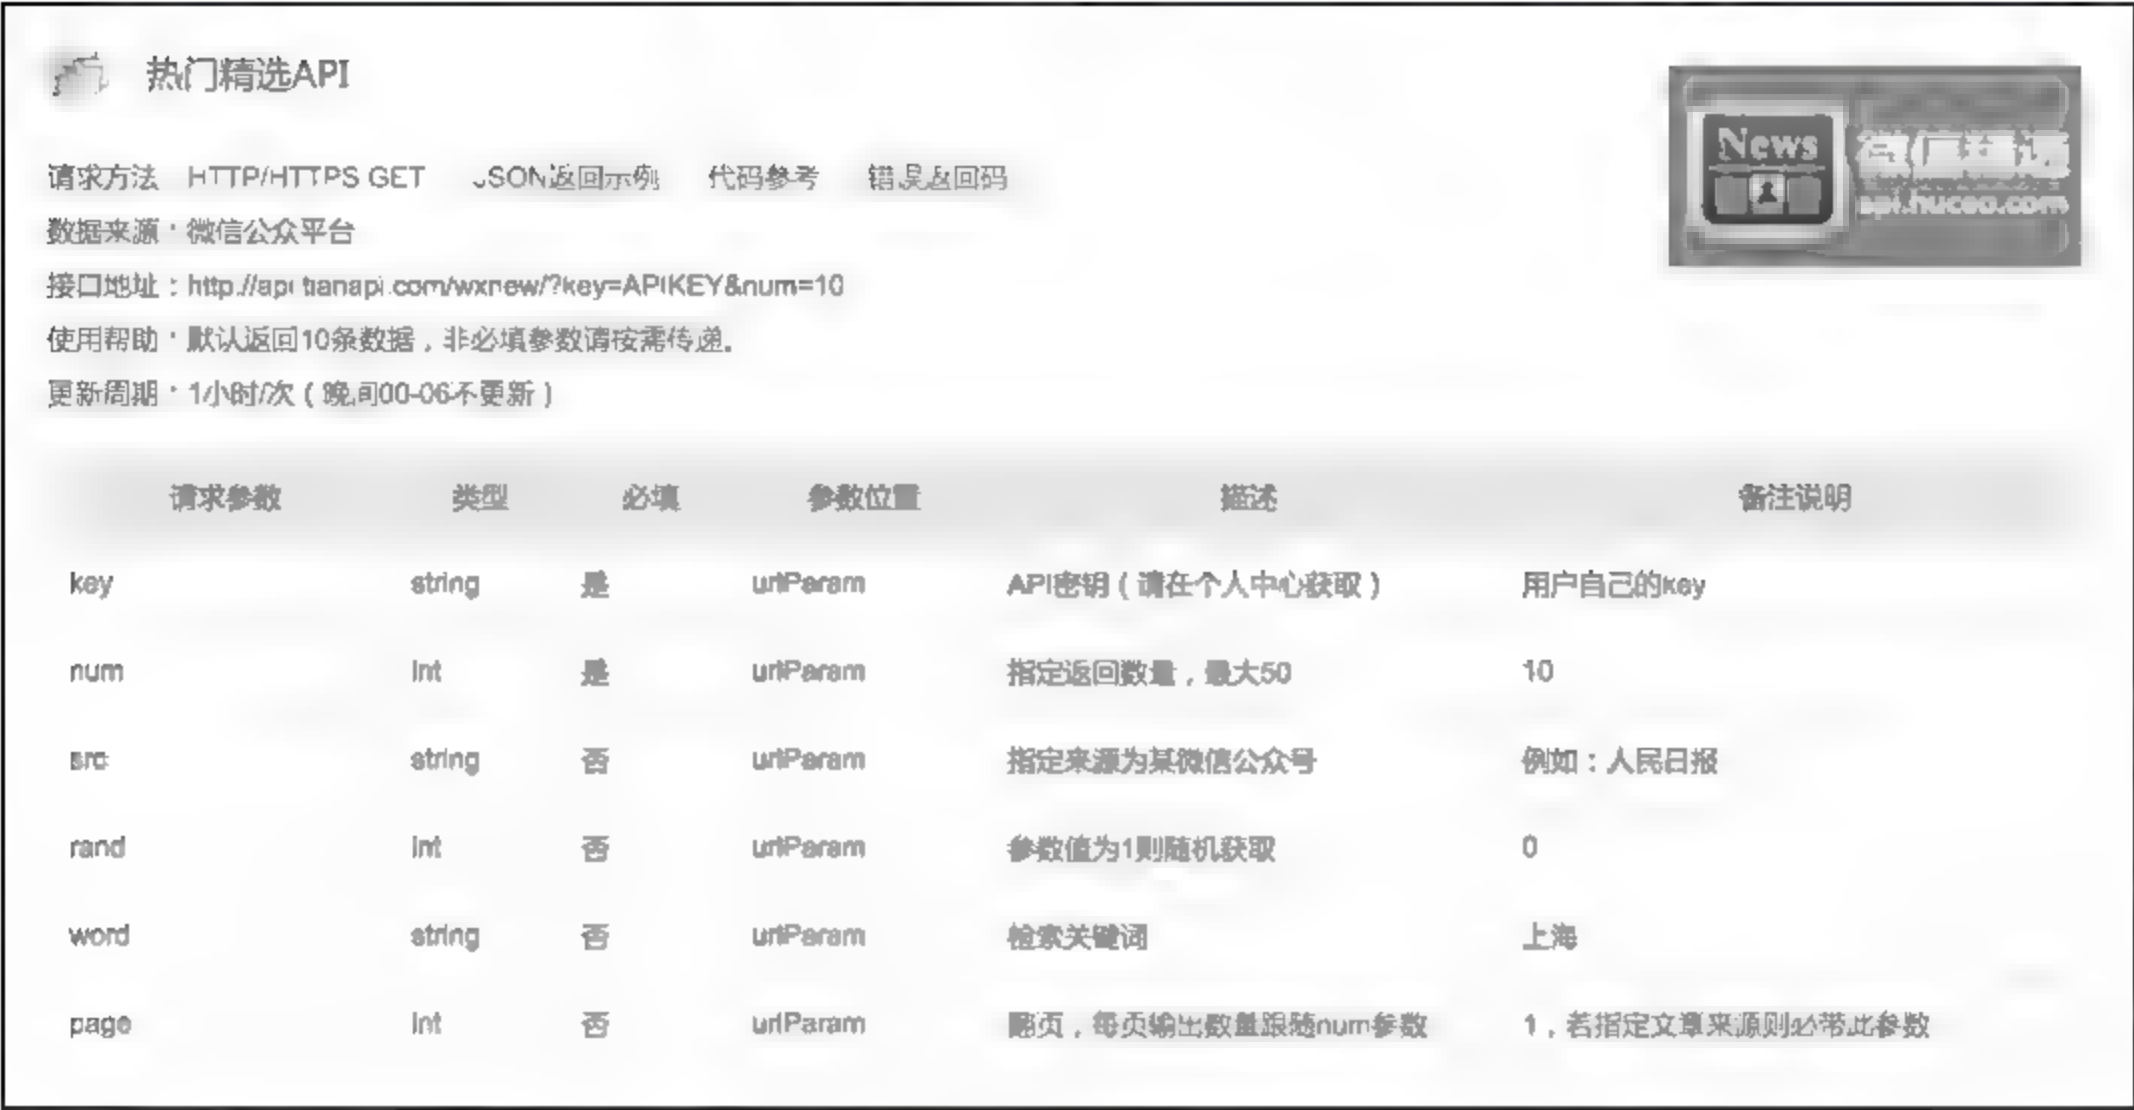 热门精选API
News
微信精选
api.huceo.com
请求方法 HTTP/HTTPS GET JSON返回示例 代码参考 错误返回码
数据来源：微信公众平台
接口地址：http://api.tianapi.com/wxnew/?key=APIKEY&num=10
使用帮助：默认返回10条数据，非必填参数请按需传递。
更新周期：1小时/次（晚间00-06不更新）
请求参数 类型 必填 参数位置 描述 备注说明
key string 是 urlParam API密钥（请在个人中心获取） 用户自己的key
num int 是 urlParam 指定返回数量，最大50 10
src string 否 urlParam 指定来源为某微信公众号 例如：人民日报
rand int 否 urlParam 参数值为1则随机获取 0
word string 否 urlParam 检索关键词 上海
page int 否 urlParam 翻页，每页输出数量跟随num参数 1，若指定文章来源则必带此参数